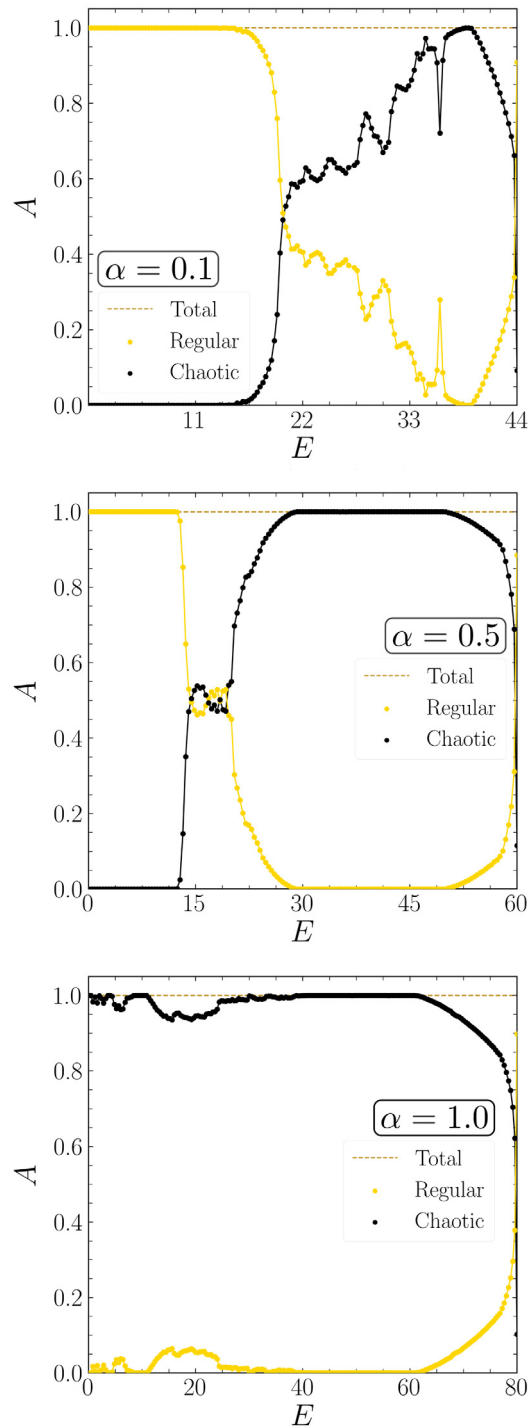 1.0
0.8
0.6
A
0.4
α = 0.1
Total
0.2
Regular
Chaotic
0.0
11
22
33
44
E
1.0
0.8
0.6
A
α = 0.5
0.4
Total
Regular
0.2
Chaotic
0.0
0
15
30
45
60
E
1.0
0.8
0.6
A
α = 1.0
0.4
Total
Regular
0.2
Chaotic
0.0
0
20
40
60
80
E